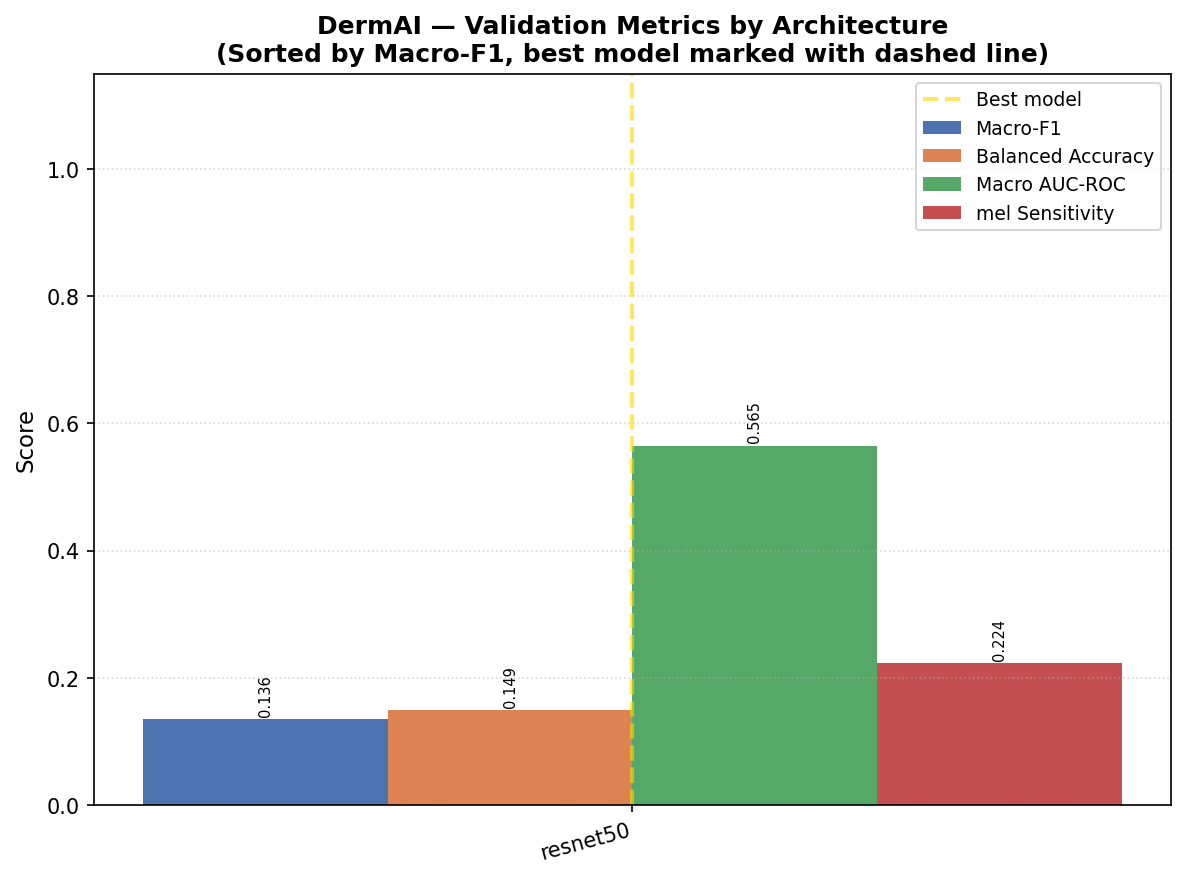 DermAI — Validation Metrics by Architecture
(Sorted by Macro-F1, best model marked with dashed line)
Best model
Macro-F1
Balanced Accuracy
Macro AUC-ROC
mel Sensitivity
Score
1.0
0.8
0.6
0.4
0.2
0.0
0.136
0.149
0.565
0.224
resnet50